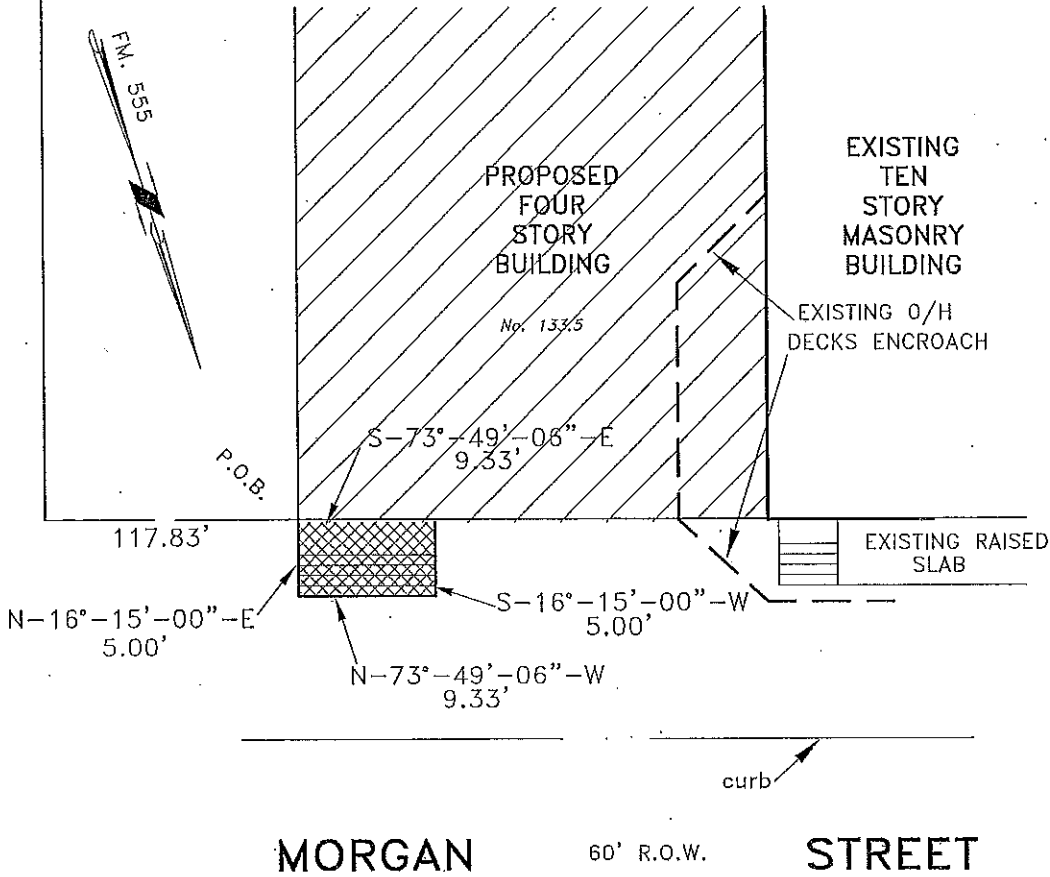 FM. 555
PROPOSED
FOUR
STORY
BUILDING
No. 133.5
EXISTING
TEN
STORY
MASONRY
BUILDING
EXISTING O/H
DECKS ENCROACH
S-73°-49'-06"-E
9.33'
P.O.B.
117.83'
EXISTING RAISED
SLAB
N-16°-15'-00"-E
5.00'
S-16°-15'-00"-W
5.00'
N-73°-49'-06"-W
9.33'
curb
MORGAN 60' R.O.W. STREET